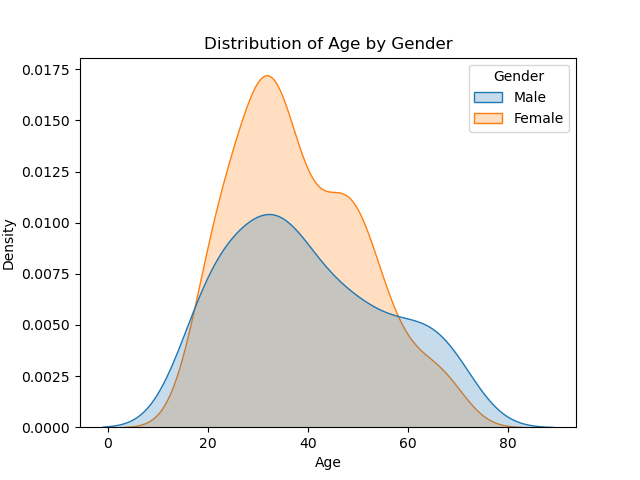 Distribution of Age by Gender
Gender
Male
Female
0.0175
0.0150
0.0125
0.0100
0.0075
0.0050
0.0025
0.0000
Density
0 20 40 60 80
Age